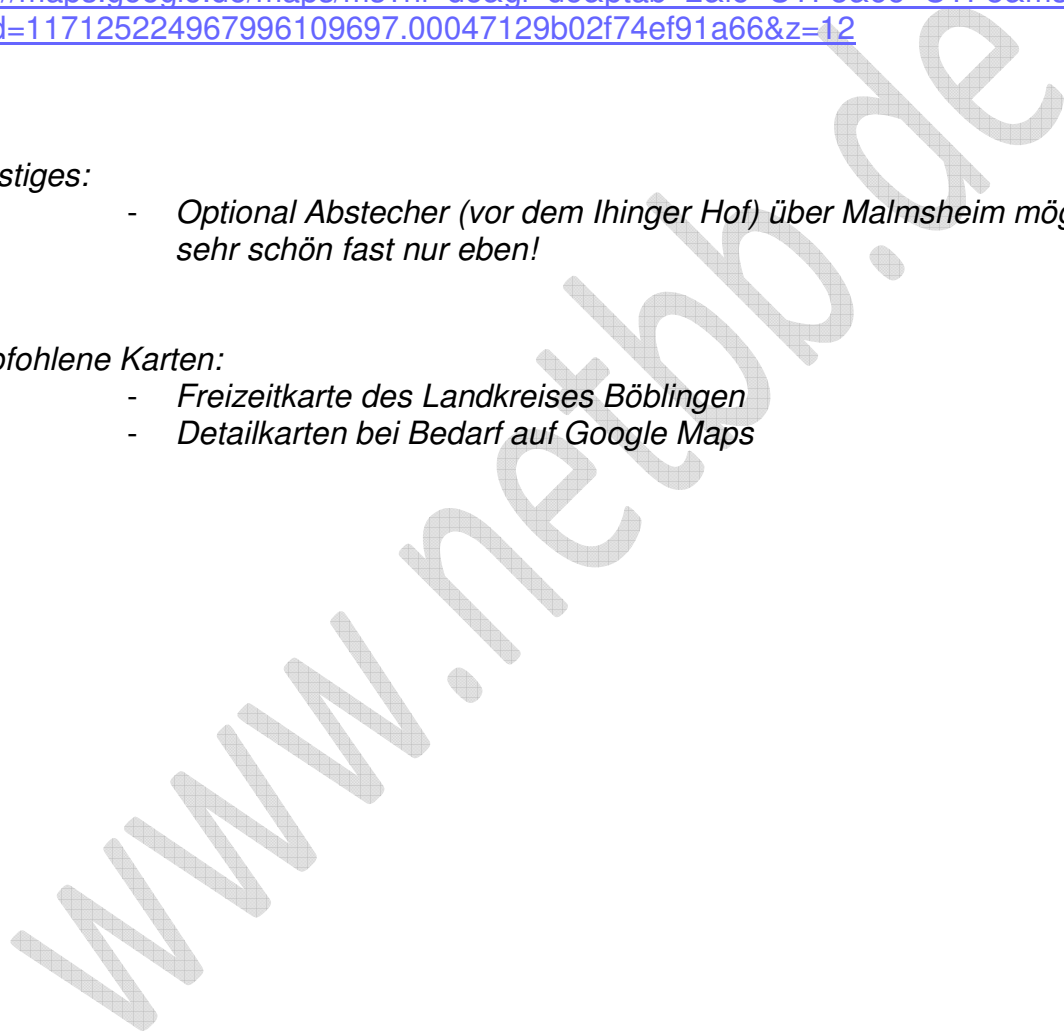 d=117125224967996109697.00047129b02f74ef91a66&z=12
stiges:
- Optional Abstecher (vor dem Ihinger Hof) über Malmsheim mög
sehr schön fast nur eben!
ofohlene Karten:
- Freizeitkarte des Landkreises Böblingen
- Detailkarten bei Bedarf auf Google Maps
www.netbb.de